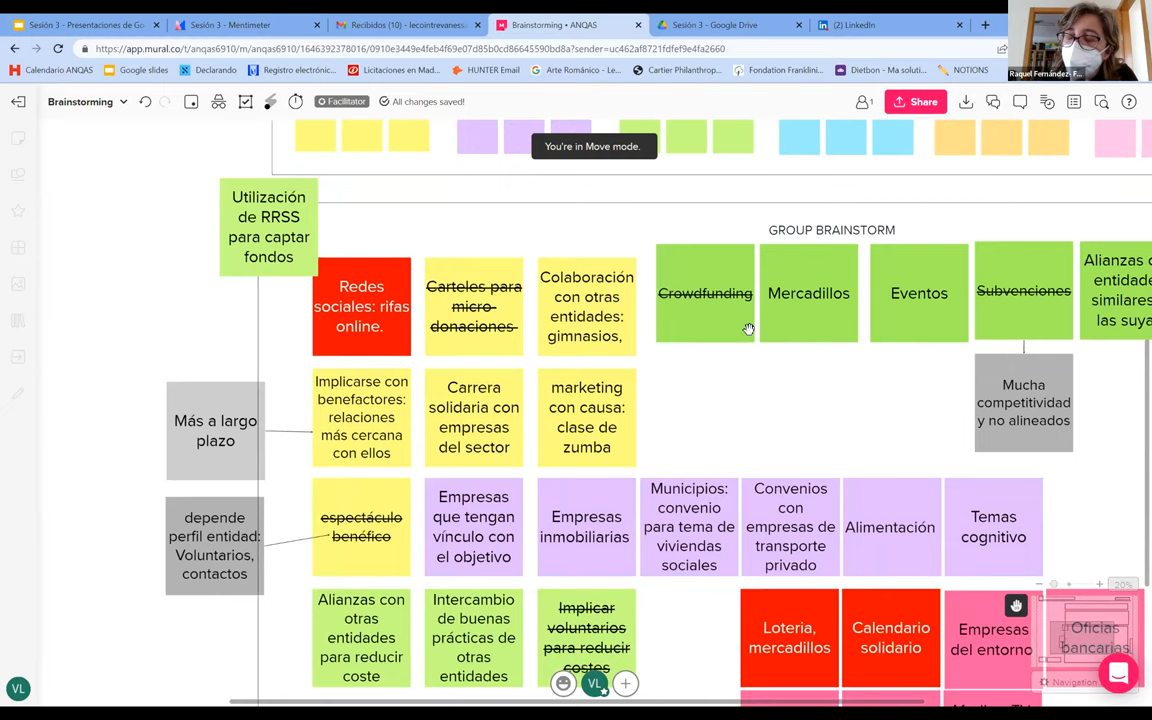 Sesión 3 - Presentaciones de Go
Sesión 3 - Mentimeter
Recibidos (10) - lecointrevaness
Brainstorming • ANQAS
Sesión 3 - Google Drive
(2) LinkedIn
https://app.mural.co/t/anqas6910/m/anqas6910/1646392378016/0910e3449e4feb4f69e07d85b0cd86645590bd8a?sender=uc462af8721fdfef9e4fa2660
Calendario ANQAS
Google slides
Declarando
Registro electrónic...
Licitaciones en Mad...
HUNTER Email
Arte Románico - Le...
Cartier Philanthrop...
Fondation Franklini...
Dietbon - Ma soluti...
NOTIONS
Raquel Fernández- F...
Brainstorming
Facilitator
All changes saved!
1
Share
You're in Move mode.
Utilización
de RRSS
para captar
fondos
GROUP BRAINSTORM
Redes
sociales: rifas
online.
Carteles para
micro-
donaciones
Colaboración
con otras
entidades:
gimnasios,
Crowdfunding
Mercadillos
Eventos
Subvenciones
Alianzas c
entidade
similares
las suya
Mucha
competitividad
y no alineados
Más a largo
plazo
Implicarse con
benefactores:
relaciones
más cercana
con ellos
Carrera
solidaria con
empresas
del sector
marketing
con causa:
clase de
zumba
depende
perfil entidad:
Voluntarios,
contactos
espectáculo
benéfico
Empresas
que tengan
vínculo con
el objetivo
Empresas
inmobiliarias
Municipios:
convenio
para tema de
viviendas
sociales
Convenios
con
empresas de
transporte
privado
Alimentación
Temas
cognitivo
Alianzas con
otras
entidades
para reducir
coste
Intercambio
de buenas
prácticas de
otras
entidades
Implicar
voluntarios
para reducir
costes
Loteria,
mercadillos
Calendario
solidario
Empresas
del entorno
Oficias
bancarias
20%
Navigation
VL
VL